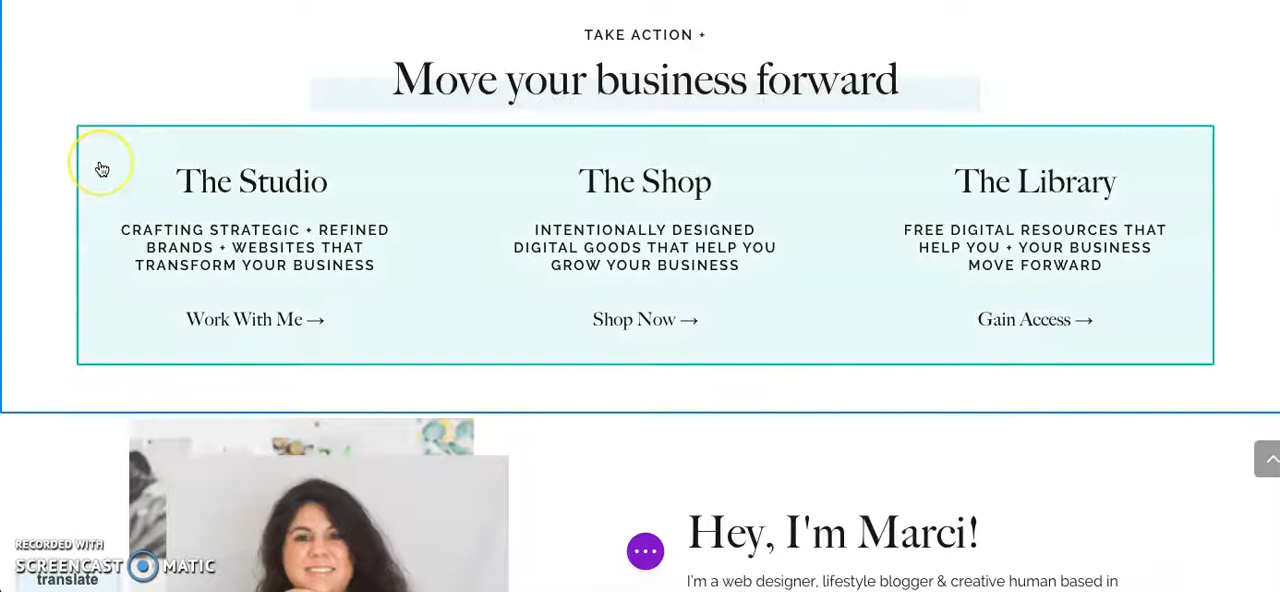 TAKE ACTION +
Move your business forward
The Studio
CRAFTING STRATEGIC + REFINED
BRANDS + WEBSITES THAT
TRANSFORM YOUR BUSINESS
Work With Me →
The Shop
INTENTIONALLY DESIGNED
DIGITAL GOODS THAT HELP YOU
GROW YOUR BUSINESS
Shop Now →
The Library
FREE DIGITAL RESOURCES THAT
HELP YOU + YOUR BUSINESS
MOVE FORWARD
Gain Access →
Hey, I'm Marci!
I'm a web designer, lifestyle blogger & creative human based in
RECORDED WITH
SCREENCAST MATIC
translate